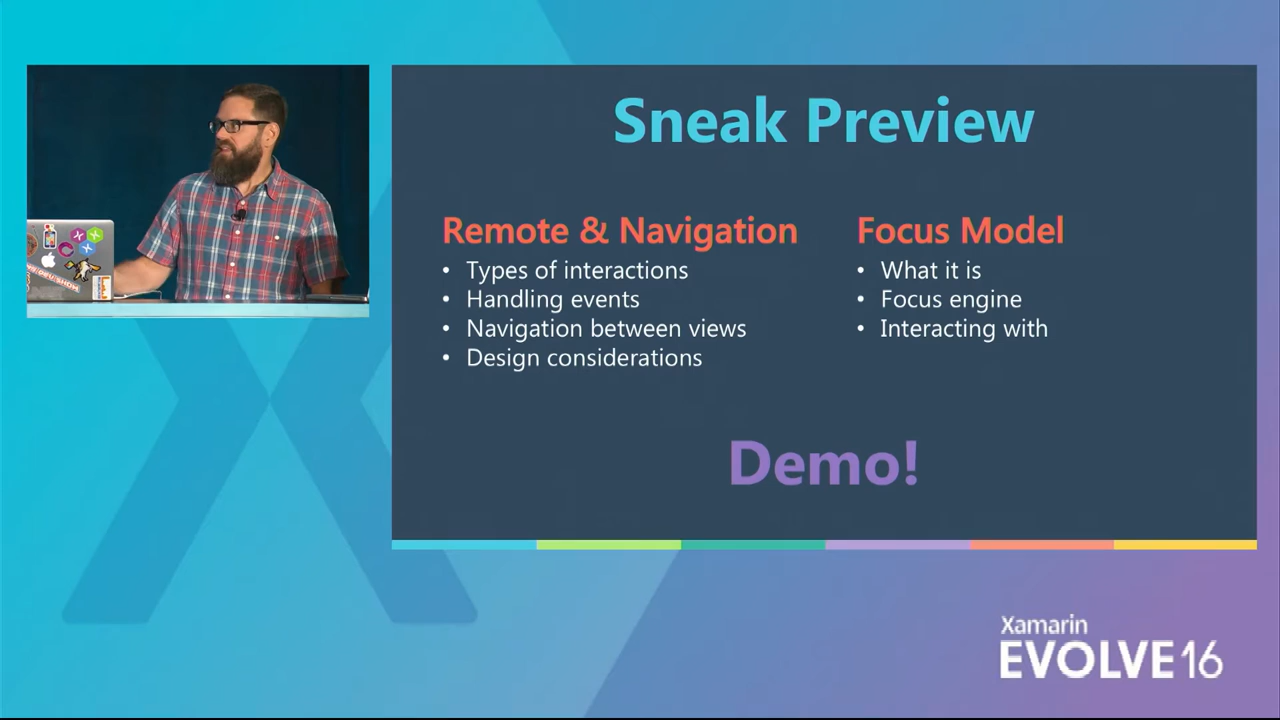 Sneak Preview
Remote & Navigation
• Types of interactions
• Handling events
• Navigation between views
• Design considerations
Focus Model
• What it is
• Focus engine
• Interacting with
Demo!
Xamarin
EVOLVE16